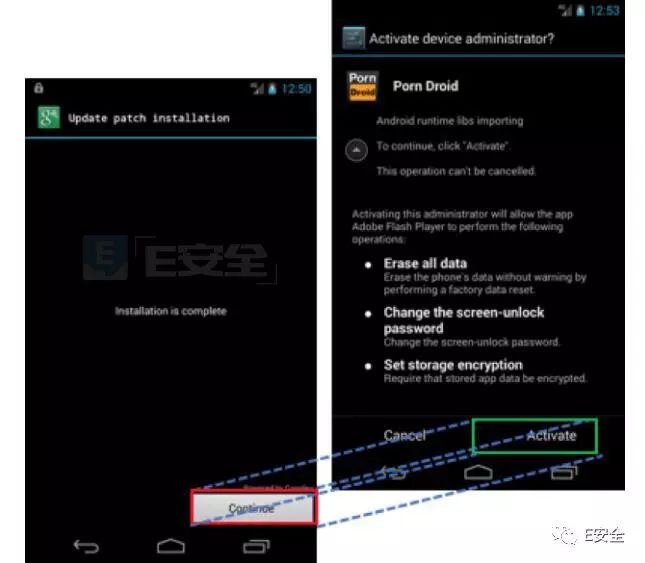 12:50
Update patch installation
E安全
Installation is complete
Powered by Google
Continue
12:53
Activate device administrator?
Porn Droid
Porn Droid
Android runtime libs importing
To continue, click "Activate".
This operation can't be cancelled.
Activating this administrator will allow the app
Adobe Flash Player to perform the following
operations:
Erase all data
Erase the phone's data without warning by
performing a factory data reset.
Change the screen-unlock
password
Change the screen-unlock password.
Set storage encryption
Require that stored app data be encrypted.
Cancel
Activate
E安全